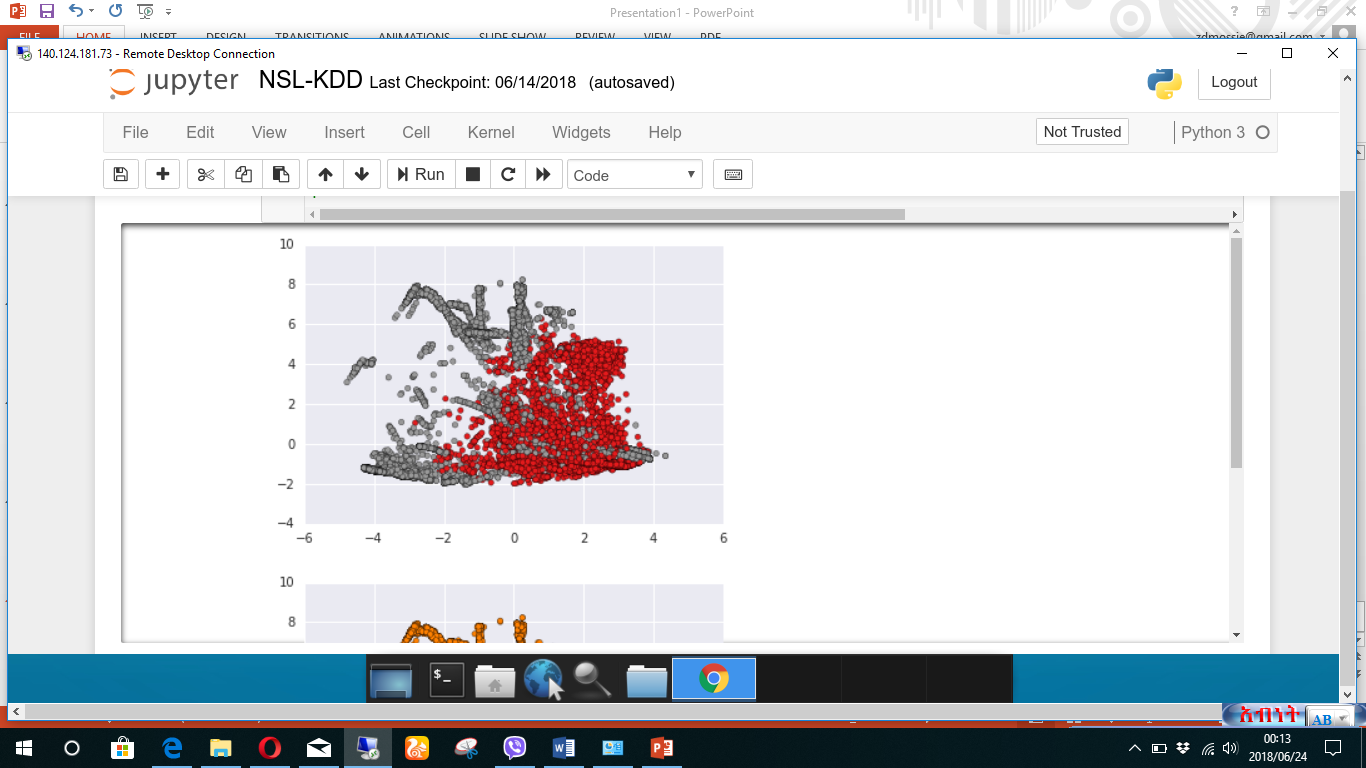 Presentation1 - PowerPoint
FILE HOME INSERT DESIGN TRANSITIONS ANIMATIONS SLIDE SHOW REVIEW VIEW PDF zdmossie@gmail.com
140.124.181.73 - Remote Desktop Connection
jupyter NSL-KDD Last Checkpoint: 06/14/2018 (autosaved) Logout
File Edit View Insert Cell Kernel Widgets Help Not Trusted Python 3
Run Code
10
8
6
4
2
0
−2
−4
−6 −4 −2 0 2 4 6
10
8
$_
አብነት AB
00:13
2018/06/24